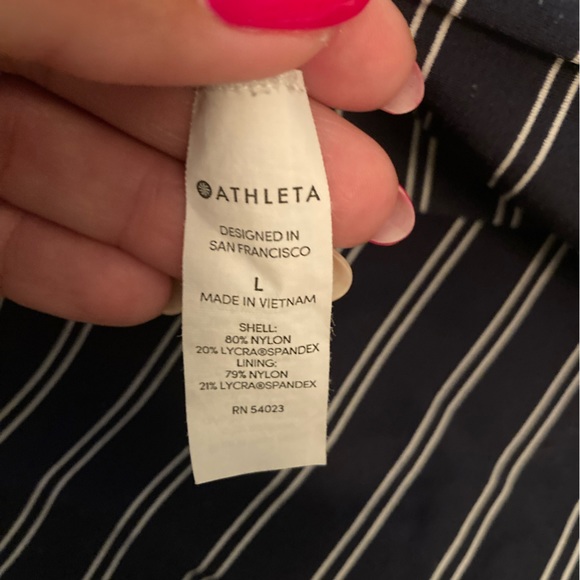 ATHLETA
DESIGNED IN
SAN FRANCISCO
L
MADE IN VIETNAM
SHELL:
80% NYLON
20% LYCRA®SPANDEX
LINING:
79% NYLON
21% LYCRA®SPANDEX
RN 54023